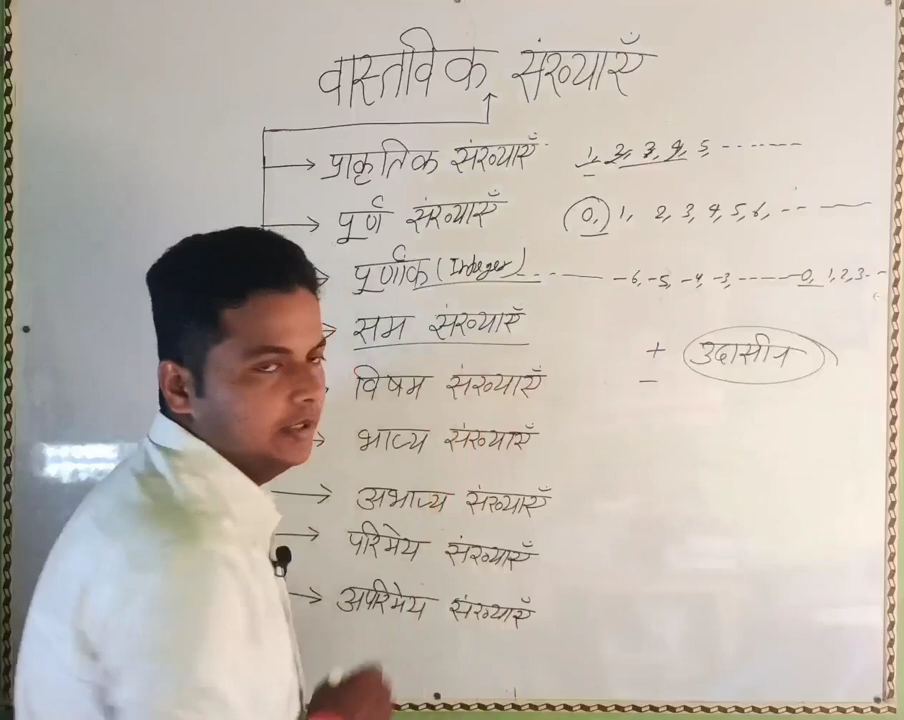 वास्तविक संख्याएँ
प्राकृतिक संख्याएँ 1, 2, 3, 4, 5, -------
पूर्ण संख्याएँ 0, 1, 2, 3, 4, 5, 6, -- ——
पूर्णांक (Integer) ---- —— -6, -5, -4, -3, ------ 0, 1, 2, 3. -
सम संख्याएँ
+ उदासीन
-
विषम संख्याएँ
भाज्य संख्याएँ
अभाज्य संख्याएँ
परिमेय संख्याएँ
अपरिमेय संख्याएँ